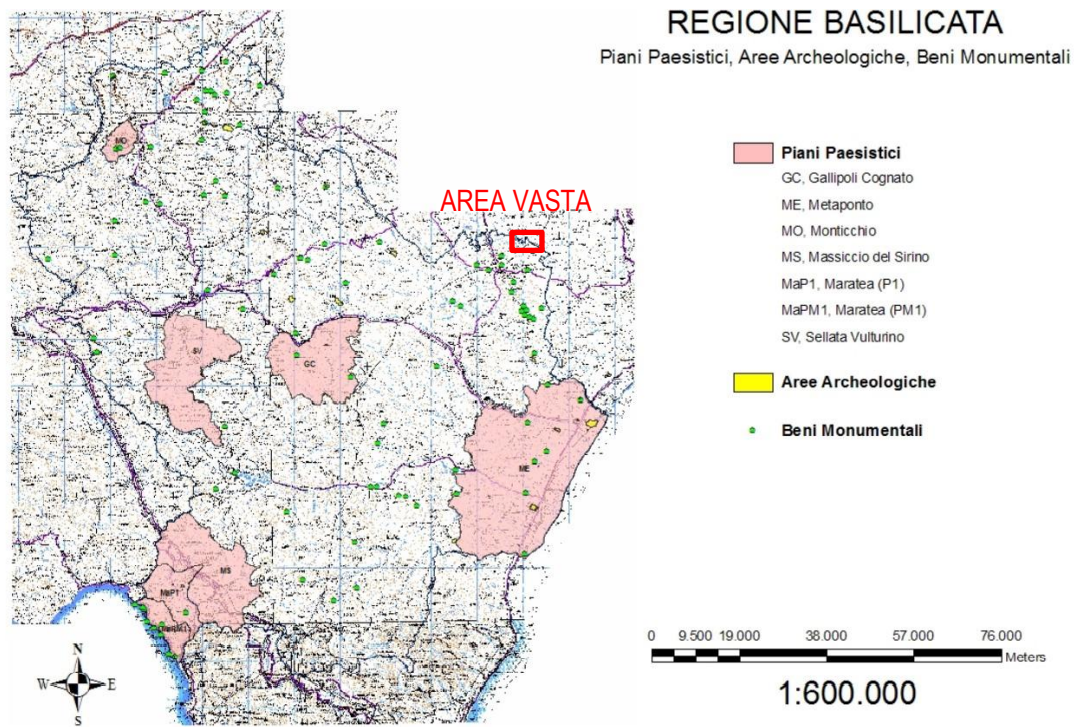 REGIONE BASILICATA
Piani Paesistici, Aree Archeologiche, Beni Monumentali
AREA VASTA
MO
SV
GC
ME
MS
MaP1
Piani Paesistici
GC, Gallipoli Cognato
ME, Metaponto
MO, Monticchio
MS, Massiccio del Sirino
MaP1, Maratea (P1)
MaPM1, Maratea (PM1)
SV, Sellata Vulturino
Aree Archeologiche
Beni Monumentali
N
W E
S
0 9.500 19.000 38.000 57.000 76.000
Meters
1:600.000